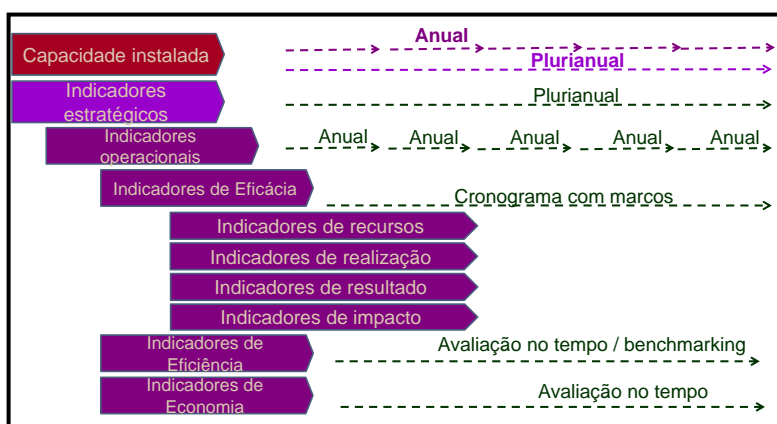 Capacidade instalada
Anual
Plurianual
Indicadores
estratégicos
Plurianual
Indicadores
operacionais
Anual Anual Anual Anual Anual
Indicadores de Eficácia
Cronograma com marcos
Indicadores de recursos
Indicadores de realização
Indicadores de resultado
Indicadores de impacto
Indicadores de
Eficiência
Avaliação no tempo / benchmarking
Indicadores de
Economia
Avaliação no tempo